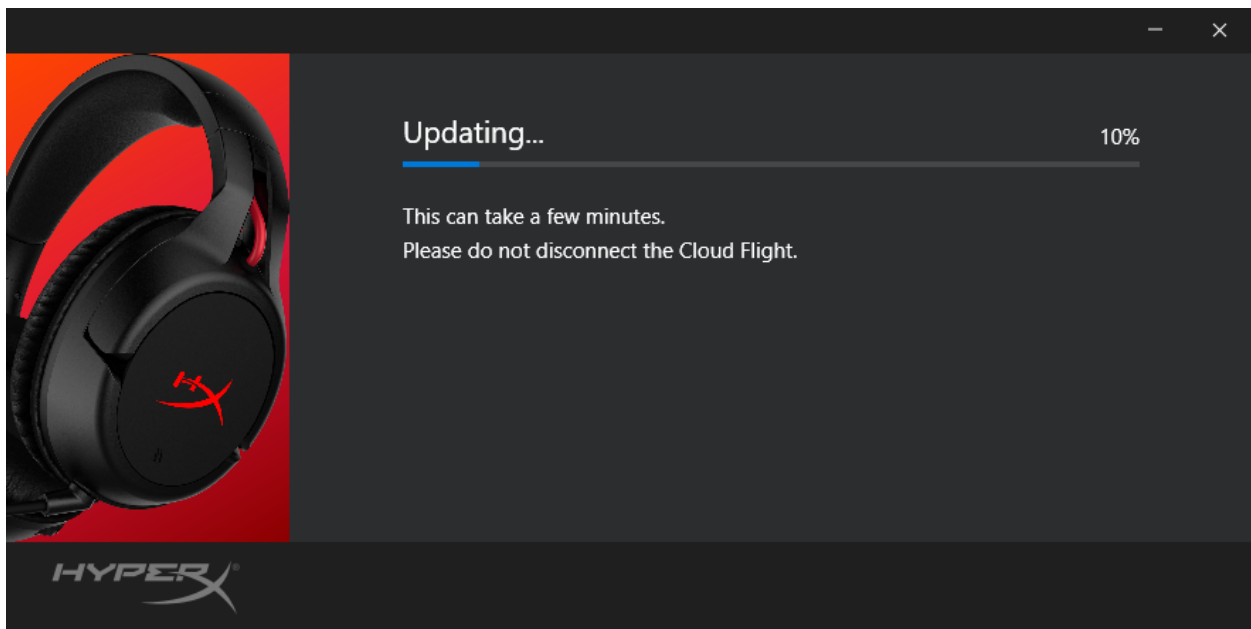 Updating...
10%
This can take a few minutes.
Please do not disconnect the Cloud Flight.
HYPERX®